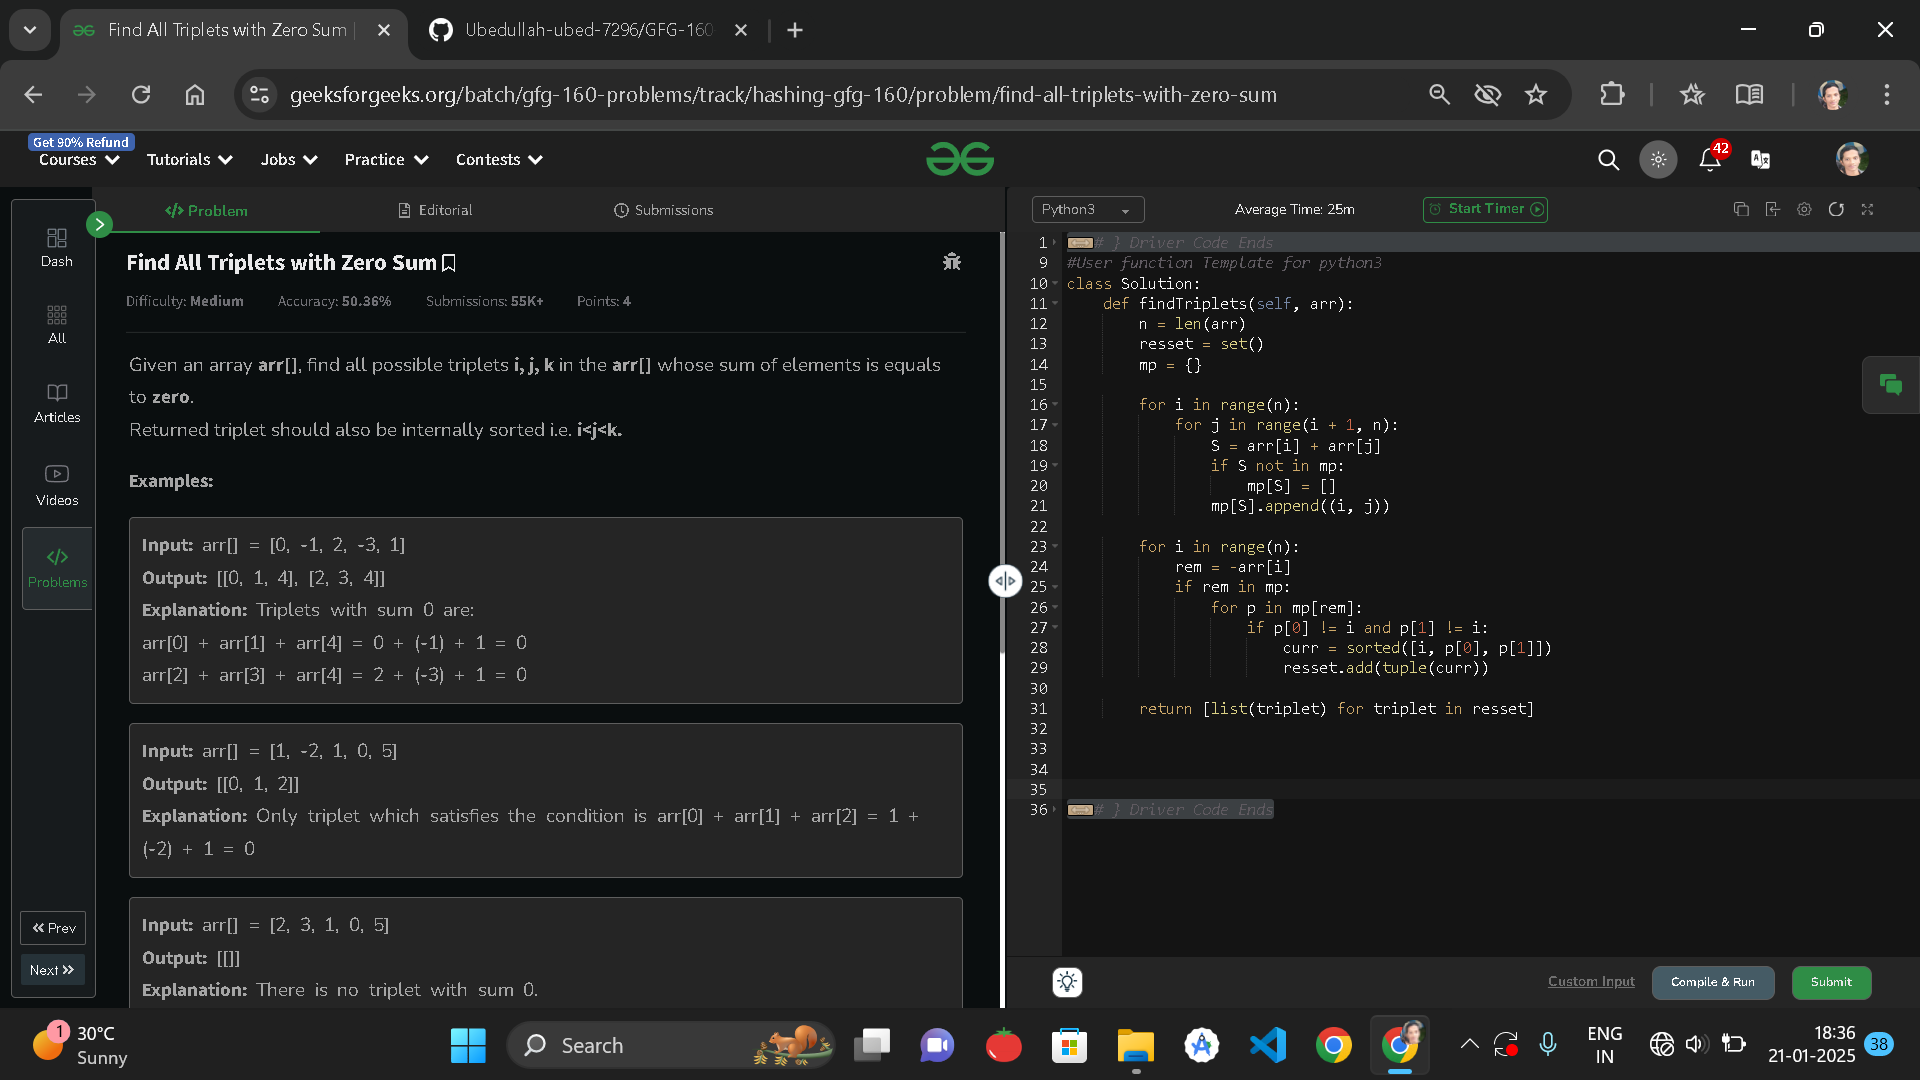 Find All Triplets with Zero Sum |
Ubedullah-ubed-7296/GFG-160
geeksforgeeks.org/batch/gfg-160-problems/track/hashing-gfg-160/problem/find-all-triplets-with-zero-sum
Get 90% Refund
Courses
Tutorials
Jobs
Practice
Contests
42
Dash
All
Articles
Videos
</>
Problems
<< Prev
Next >>
</> Problem
Editorial
Submissions
Find All Triplets with Zero Sum
Difficulty: Medium
Accuracy: 50.36%
Submissions: 55K+
Points: 4
Given an array arr[], find all possible triplets i, j, k in the arr[] whose sum of elements is equals
to zero.
Returned triplet should also be internally sorted i.e. i<j<k.
Examples:
Input: arr[] = [0, -1, 2, -3, 1]
Output: [[0, 1, 4], [2, 3, 4]]
Explanation: Triplets with sum 0 are:
arr[0] + arr[1] + arr[4] = 0 + (-1) + 1 = 0
arr[2] + arr[3] + arr[4] = 2 + (-3) + 1 = 0
Input: arr[] = [1, -2, 1, 0, 5]
Output: [[0, 1, 2]]
Explanation: Only triplet which satisfies the condition is arr[0] + arr[1] + arr[2] = 1 +
(-2) + 1 = 0
Input: arr[] = [2, 3, 1, 0, 5]
Output: [[]]
Explanation: There is no triplet with sum 0.
Python3
Average Time: 25m
Start Timer
1 # } Driver Code Ends
9 #User function Template for python3
10 class Solution:
11 def findTriplets(self, arr):
12 n = len(arr)
13 resset = set()
14 mp = {}
15
16 for i in range(n):
17 for j in range(i + 1, n):
18 S = arr[i] + arr[j]
19 if S not in mp:
20 mp[S] = []
21 mp[S].append((i, j))
22
23 for i in range(n):
24 rem = -arr[i]
25 if rem in mp:
26 for p in mp[rem]:
27 if p[0] != i and p[1] != i:
28 curr = sorted([i, p[0], p[1]])
29 resset.add(tuple(curr))
30
31 return [list(triplet) for triplet in resset]
32
33
34
35
36 # } Driver Code Ends
Custom Input
Compile & Run
Submit
1
30°C
Sunny
Search
ENG
IN
18:36
21-01-2025
38